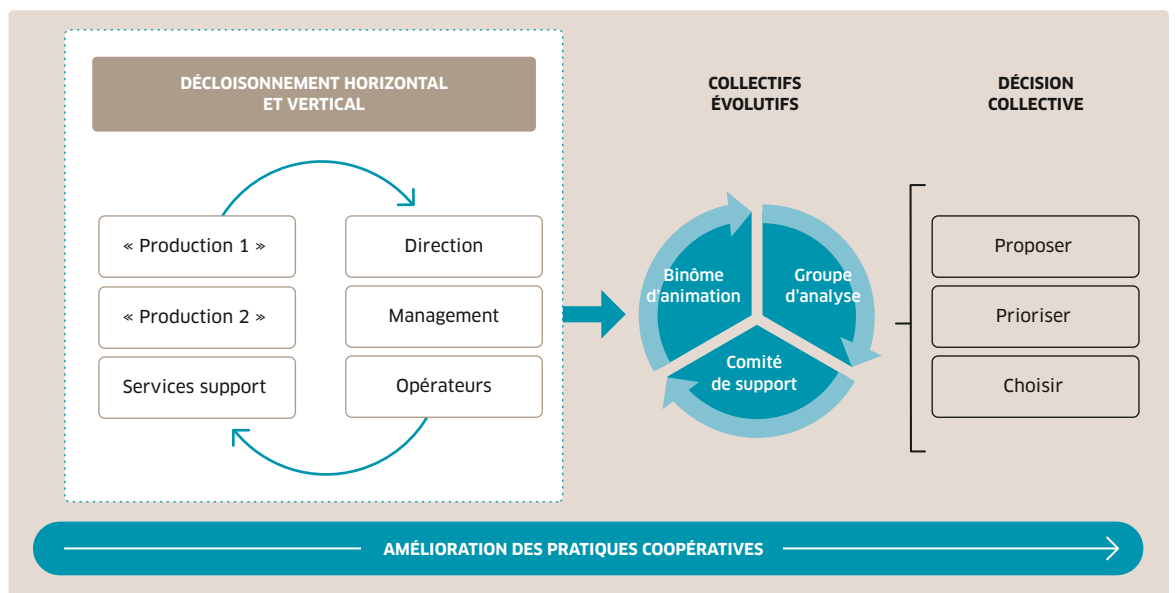 DÉCLOISONNEMENT HORIZONTAL
ET VERTICAL
« Production 1 »
« Production 2 »
Services support
Direction
Management
Opérateurs
COLLECTIFS
ÉVOLUTIFS
Binôme
d'animation
Groupe
d'analyse
Comité
de support
DÉCISION
COLLECTIVE
Proposer
Prioriser
Choisir
AMÉLIORATION DES PRATIQUES COOPÉRATIVES